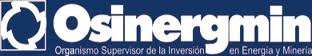 Osinergmin
Organismo Supervisor de la Inversión en Energía y Minería